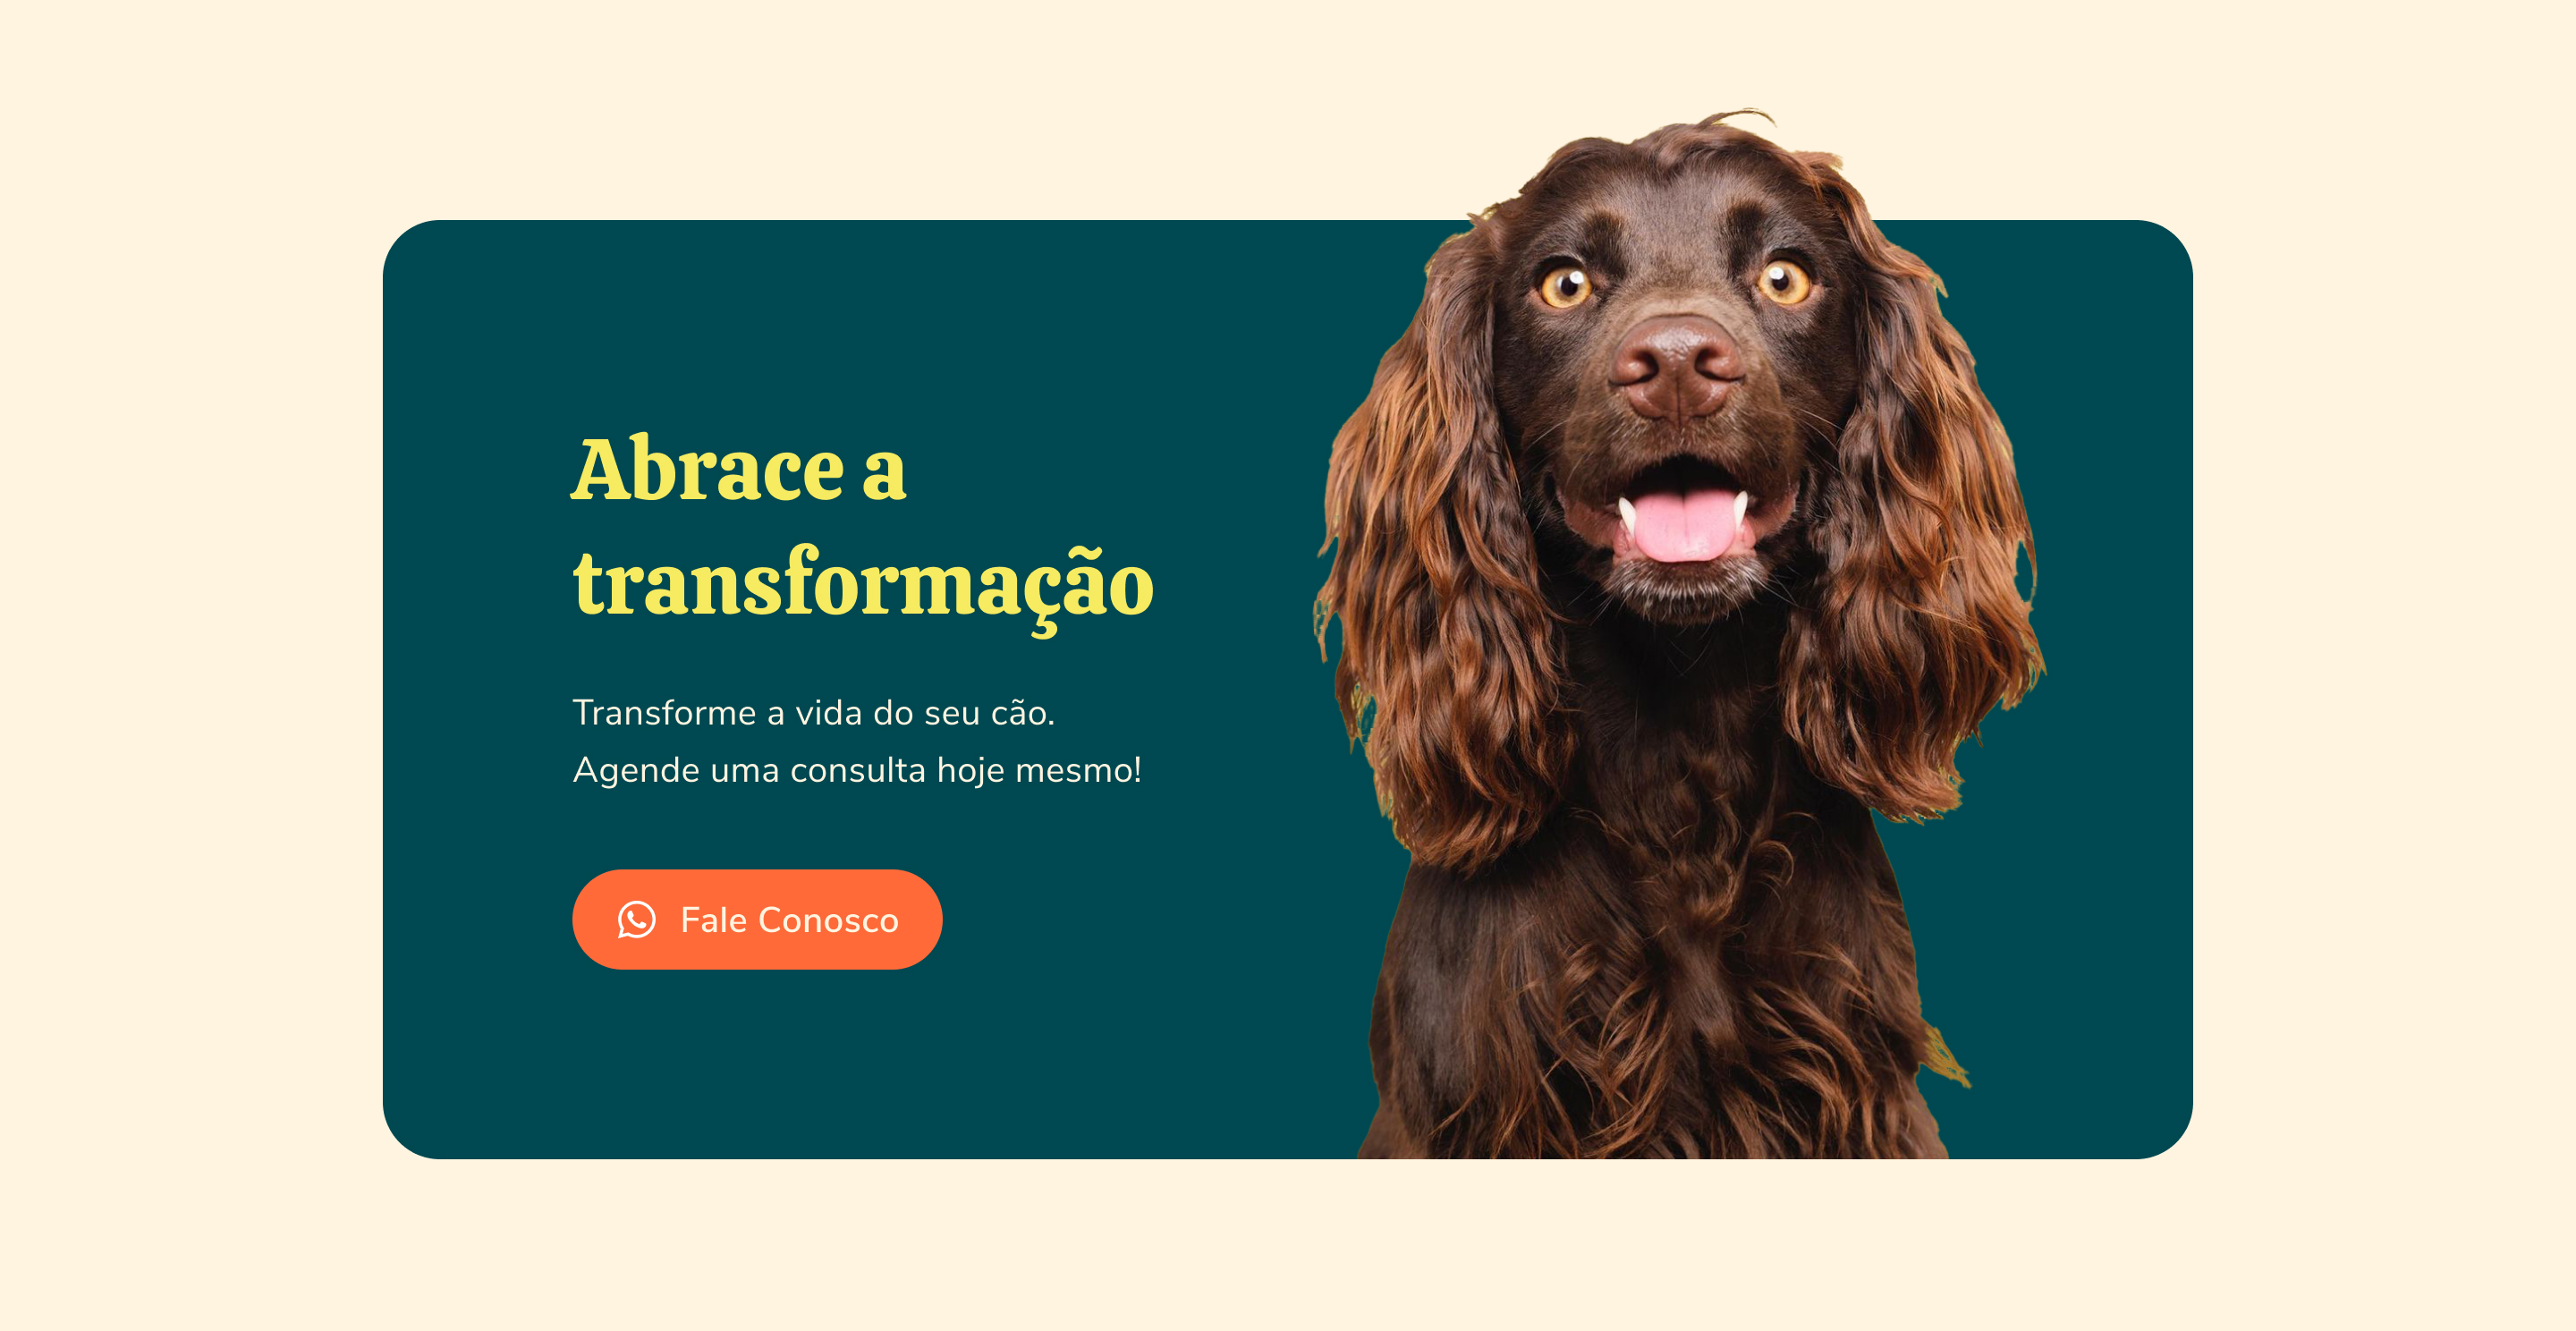 Abrace a
transformação
Transforme a vida do seu cão.
Agende uma consulta hoje mesmo!
Fale Conosco